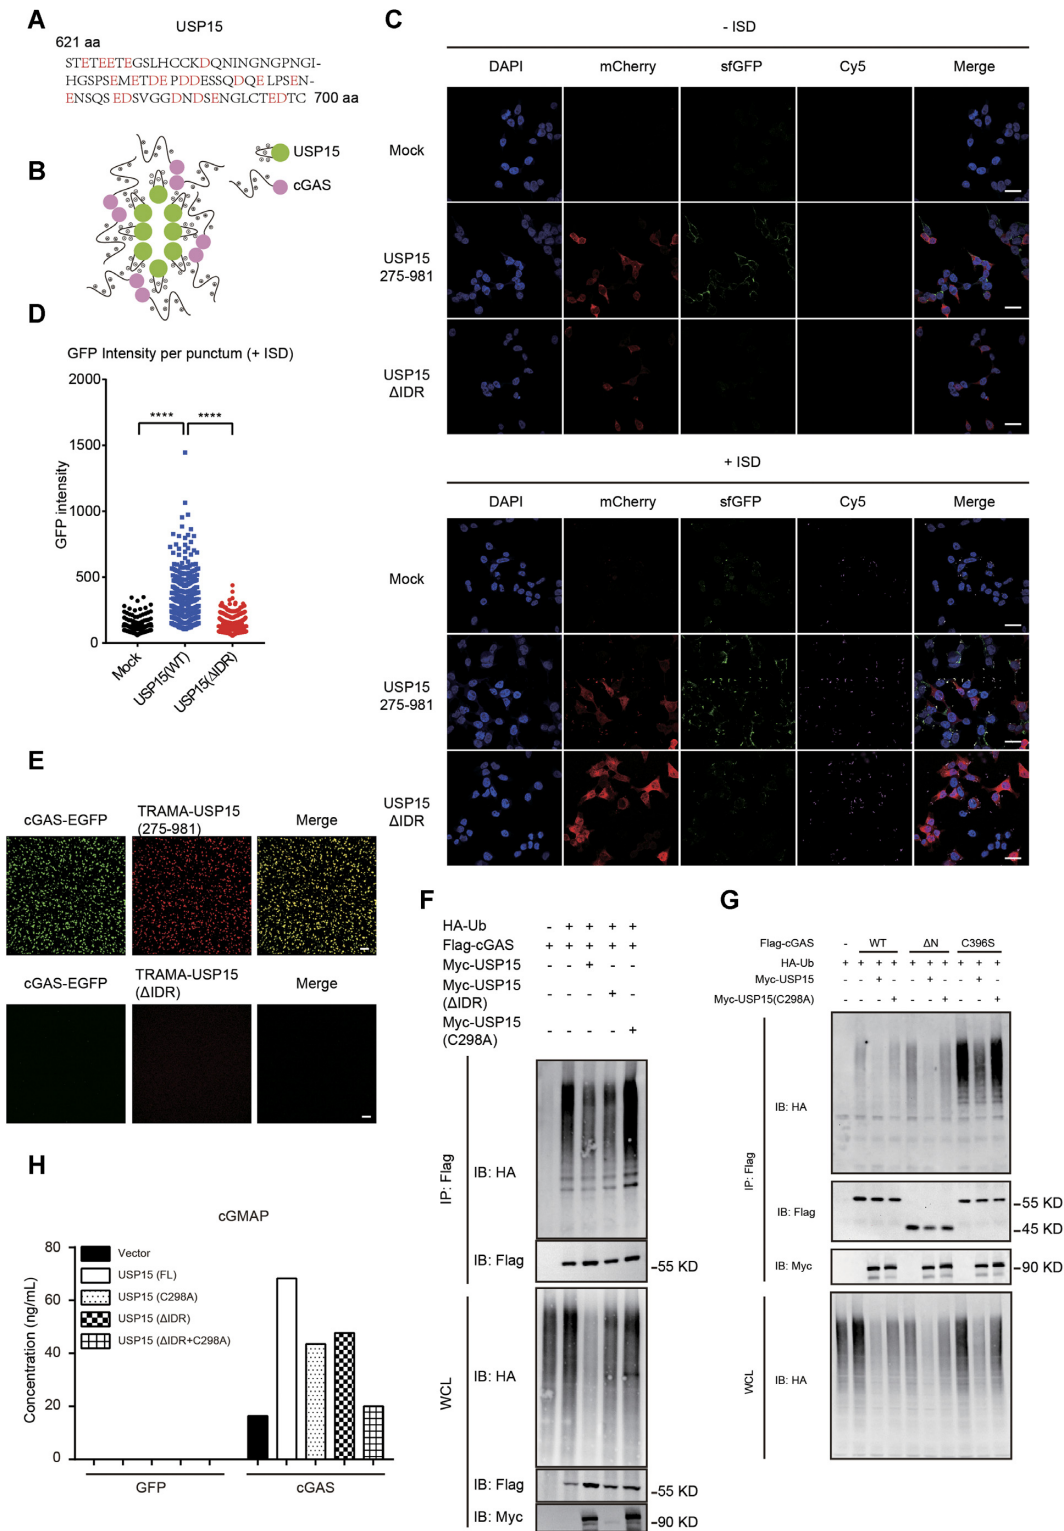 A
USP15
621 aa
STETEETEGSLHCCKDQNINGNGPNGI-
HGSPSEMETDEPDDESSQDQELPSEN-
ENSQSEDSVGGDNDSENGLCTEDTC 700 aa
B
USP15
cGAS
C
- ISD
DAPI mCherry sfGFP Cy5 Merge
Mock
USP15
275-981
USP15
ΔIDR
+ ISD
DAPI mCherry sfGFP Cy5 Merge
Mock
USP15
275-981
USP15
ΔIDR
D
GFP Intensity per punctum (+ ISD)
GFP intensity
2000
1500
1000
500
0
**** ****
Mock
USP15(WT)
USP15(ΔIDR)
E
cGAS-EGFP
TRAMA-USP15
(275-981)
Merge
cGAS-EGFP
TRAMA-USP15
(ΔIDR)
Merge
F
HA-Ub - + + + +
Flag-cGAS + + + + +
Myc-USP15 - - + - -
Myc-USP15
(ΔIDR) - - - + -
Myc-USP15
(C298A) - - - - +
IP: Flag
IB: HA
IB: Flag
-55 KD
WCL
IB: HA
IB: Flag
-55 KD
IB: Myc
-90 KD
G
Flag-cGAS - WT ΔN C396S
HA-Ub + + + + + + + + + +
Myc-USP15 - - + - - + - - + -
Myc-USP15(C298A) - - - + - - + - - +
IP: Flag
IB: HA
IB: Flag
-55 KD
-45 KD
IB: Myc
-90 KD
WCL
IB: HA
H
cGMAP
Concentration (ng/mL)
80
60
40
20
0
Vector
USP15 (FL)
USP15 (C298A)
USP15 (ΔIDR)
USP15 (ΔIDR+C298A)
GFP
cGAS